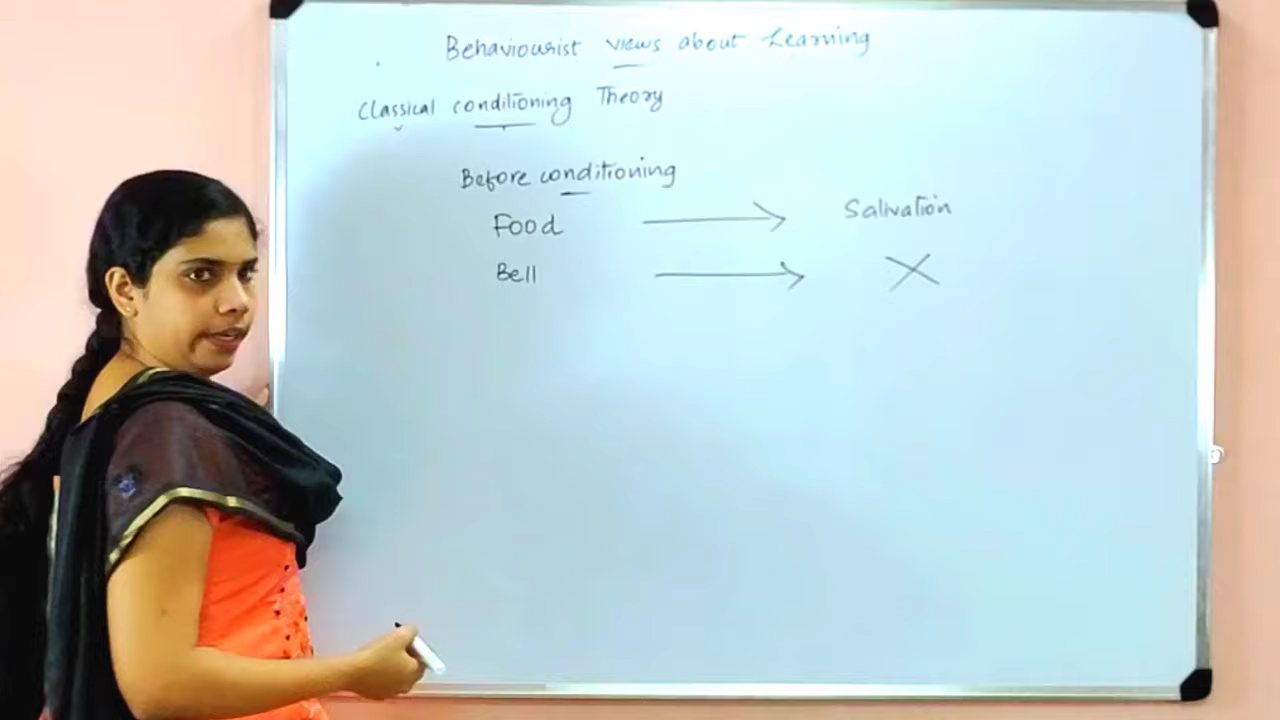 Behaviourist views about Learning
Classical conditioning Theory
Before conditioning
Food → Salivation
Bell → X